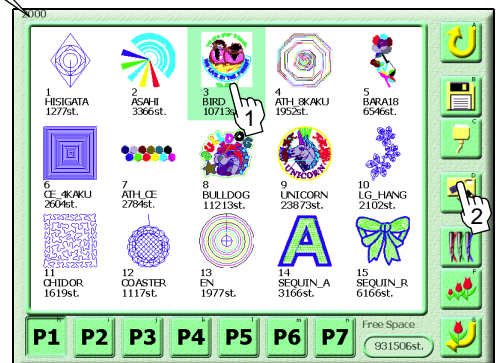 2000
A
1
HISIGATA
1277st.
2
ASAHI
3366st.
3
BIRD
10713s
4
ATH_8KAKU
1952st.
5
BARA18
6546st.
1
B
C
6
CE_4KAKU
2604st.
7
ATH_CE
2784st.
8
BULLDOG
11213st.
9
UNICORN
23873st.
10
LG_HANG
2102st.
D
2
11
CHIDOR
1619st.
12
COASTER
1117st.
13
EN
1977st.
14
SEQUIN_A
3166st.
15
SEQUIN_R
6166st.
P1 P2 P3 P4 P5 P6 P7
Free Space
931506st.